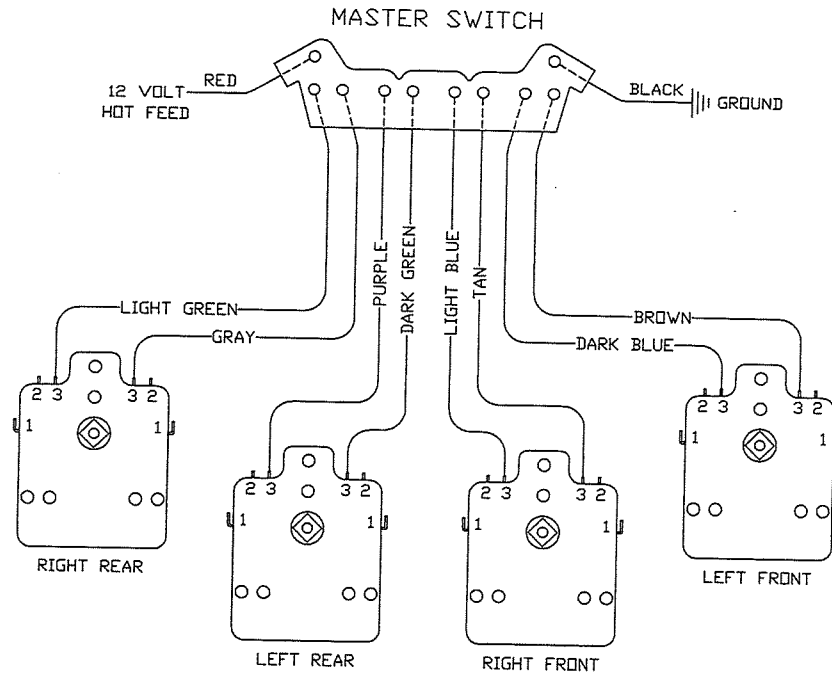 MASTER SWITCH
RED
12 VOLT
HOT FEED
BLACK
GROUND
PURPLE
DARK GREEN
LIGHT BLUE
TAN
LIGHT GREEN
GRAY
BROWN
DARK BLUE
2 3 3 2
1 1
RIGHT REAR
2 3 3 2
1 1
LEFT REAR
2 3 3 2
1 1
RIGHT FRONT
2 3 3 2
1 1
LEFT FRONT